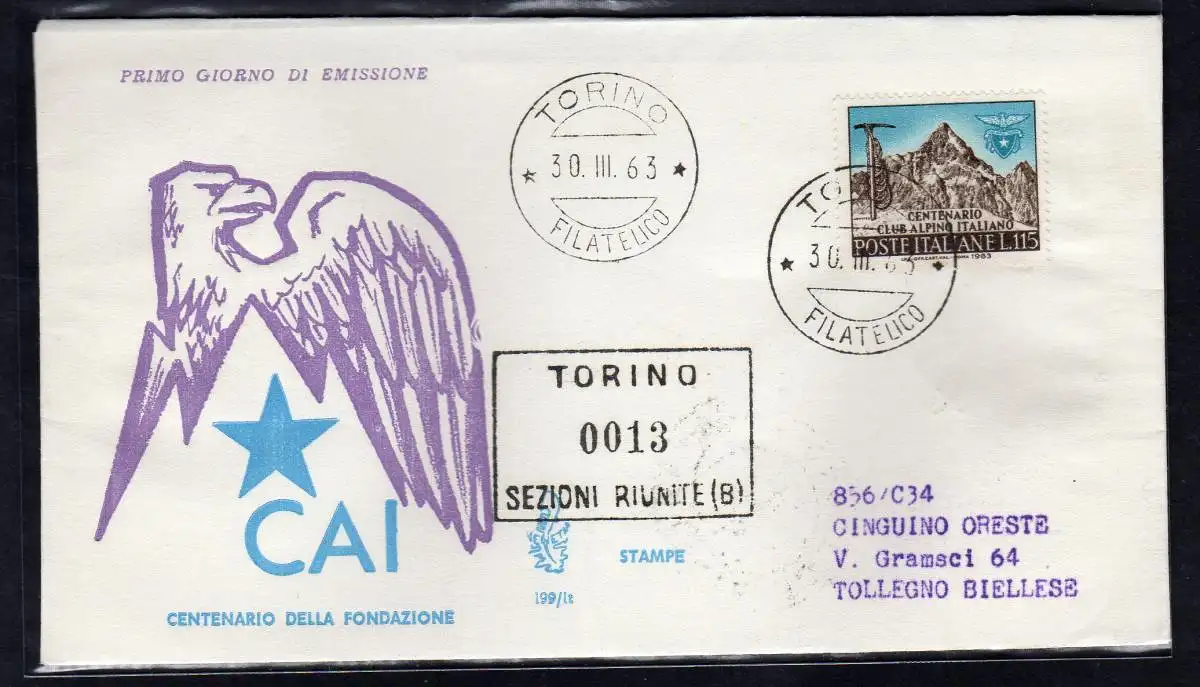 PRIMO GIORNO DI EMISSIONE
TORINO
30.III.63
FILATELICO
CENTENARIO
CLUB ALPINO ITALIANO
POSTE ITALIANE L.115
1963
TO
30.III.63
FILATELICO
TORINO
0013
SEZIONI RIUNITE (B)
CAI
CENTENARIO DELLA FONDAZIONE
STAMPE
199/It
856/C34
CINGUINO ORESTE
V. Gramsci 64
TOLLEGNO BIELLESE